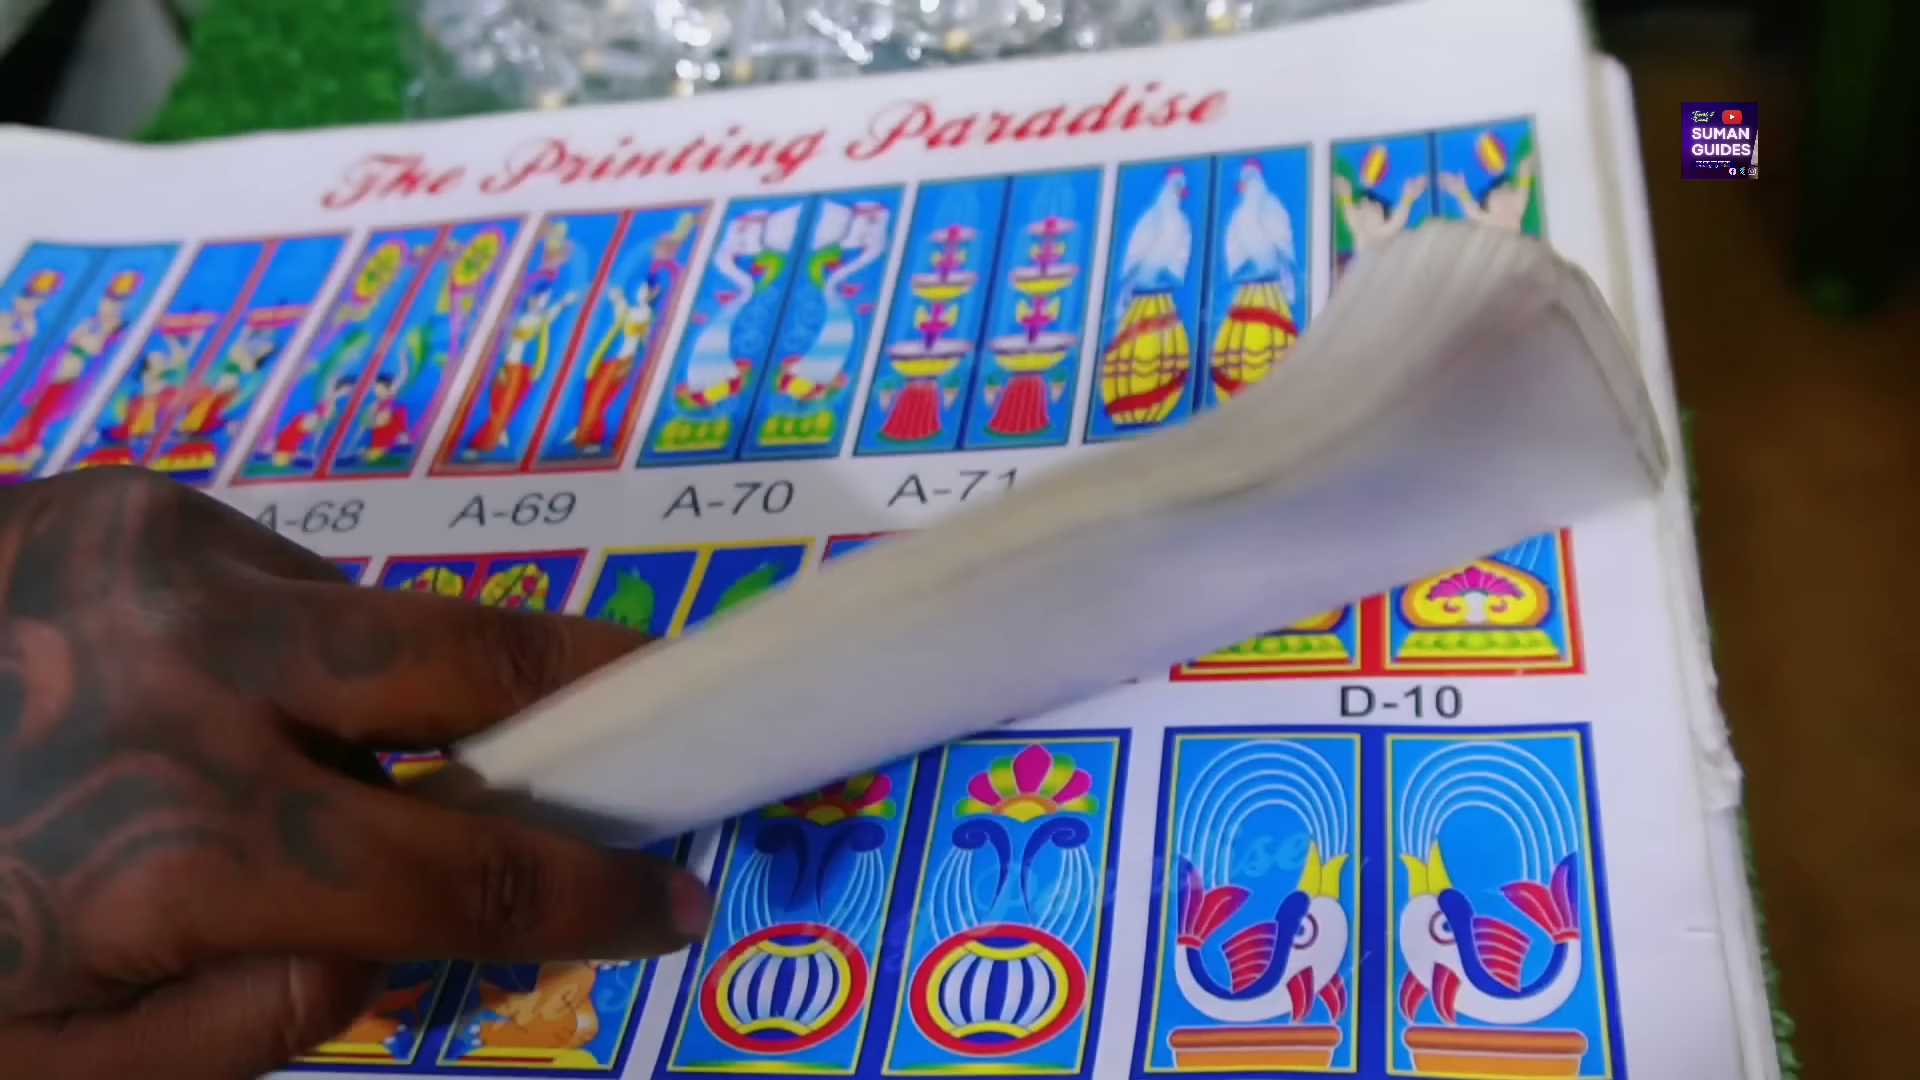 The Printing Paradise
SUMAN
GUIDES
A-68
A-69
A-70
A-71
D-10